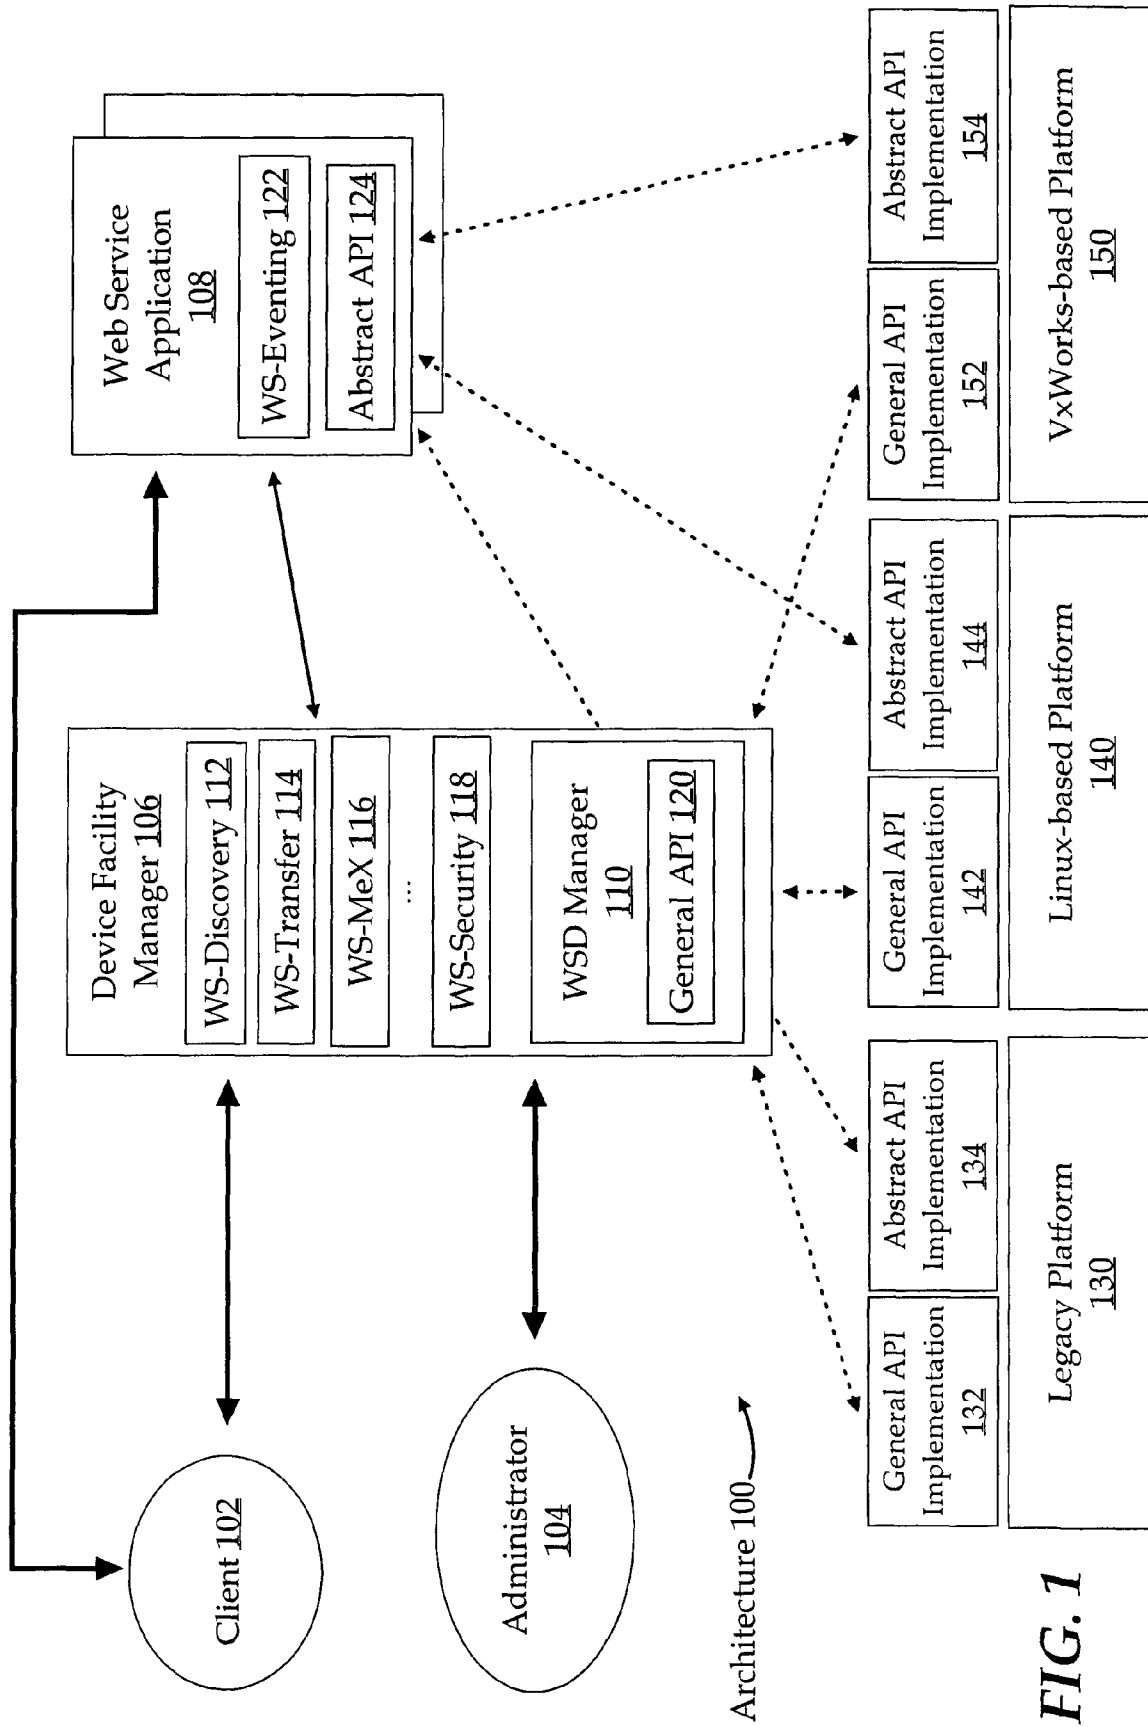 Client 102
Administrator
104
Architecture 100
Device Facility
Manager 106
WS-Discovery 112
WS-Transfer 114
WS-MeX 116
...
WS-Security 118
WSD Manager
110
General API 120
Web Service
Application
108
WS-Eventing 122
Abstract API 124
General API
Implementation
132
Abstract API
Implementation
134
Legacy Platform
130
General API
Implementation
142
Abstract API
Implementation
144
Linux-based Platform
140
General API
Implementation
152
Abstract API
Implementation
154
VxWorks-based Platform
150
FIG. 1